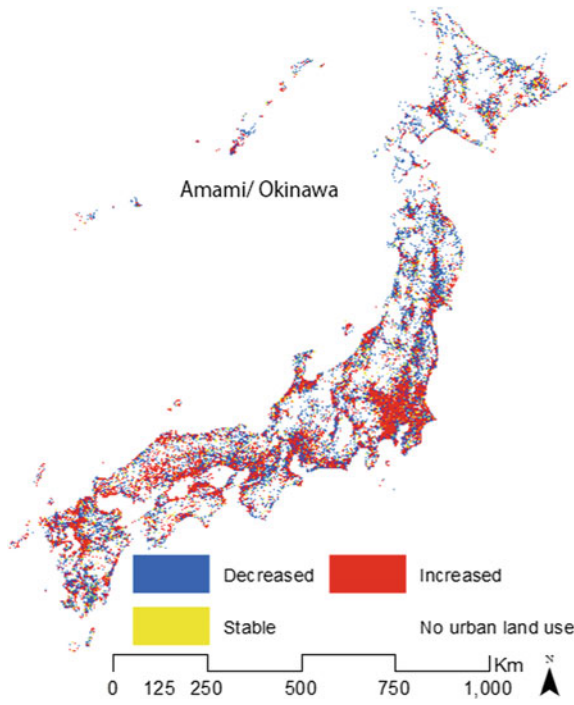 Amami/ Okinawa
Decreased Increased
Stable No urban land use
Km N
0 125 250 500 750 1,000